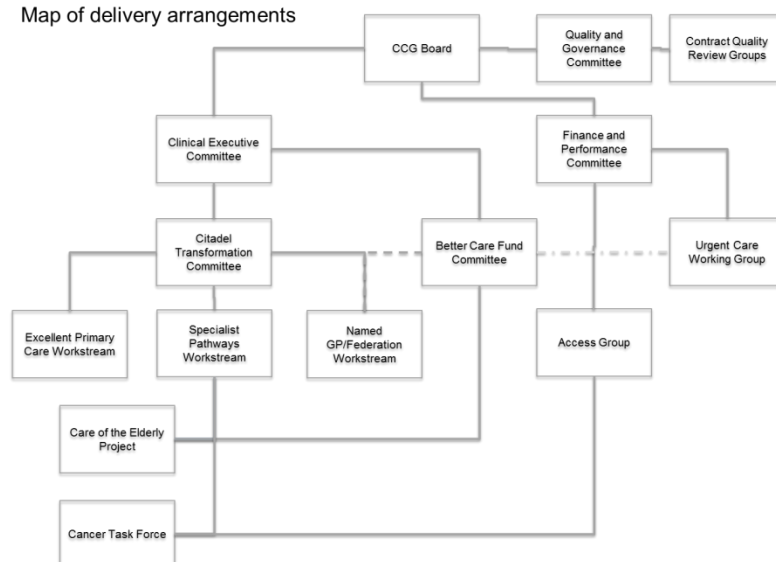 Map of delivery arrangements
CCG Board
Quality and
Governance
Committee
Contract Quality
Review Groups
Clinical Executive
Committee
Finance and
Performance
Committee
Citadel
Transformation
Committee
Better Care Fund
Committee
Urgent Care
Working Group
Excellent Primary
Care Workstream
Specialist
Pathways
Workstream
Named
GP/Federation
Workstream
Access Group
Care of the Elderly
Project
Cancer Task Force